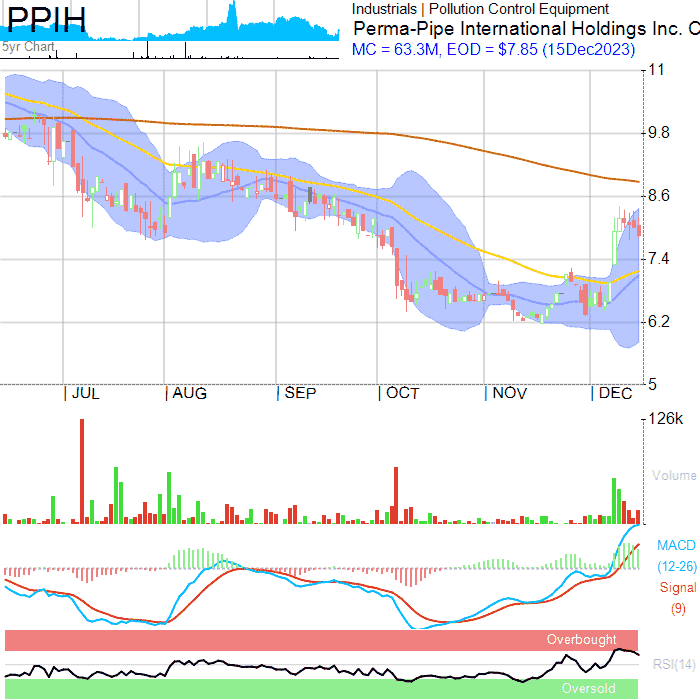 PPIH
5yr Chart
Industrials | Pollution Control Equipment
Perma-Pipe International Holdings Inc. C
MC = 63.3M, EOD = $7.85 (15Dec2023)
11
9.8
8.6
7.4
6.2
5
JUL AUG SEP OCT NOV DEC
126k
Volume
MACD
(12-26)
Signal
(9)
Overbought
RSI(14)
Oversold